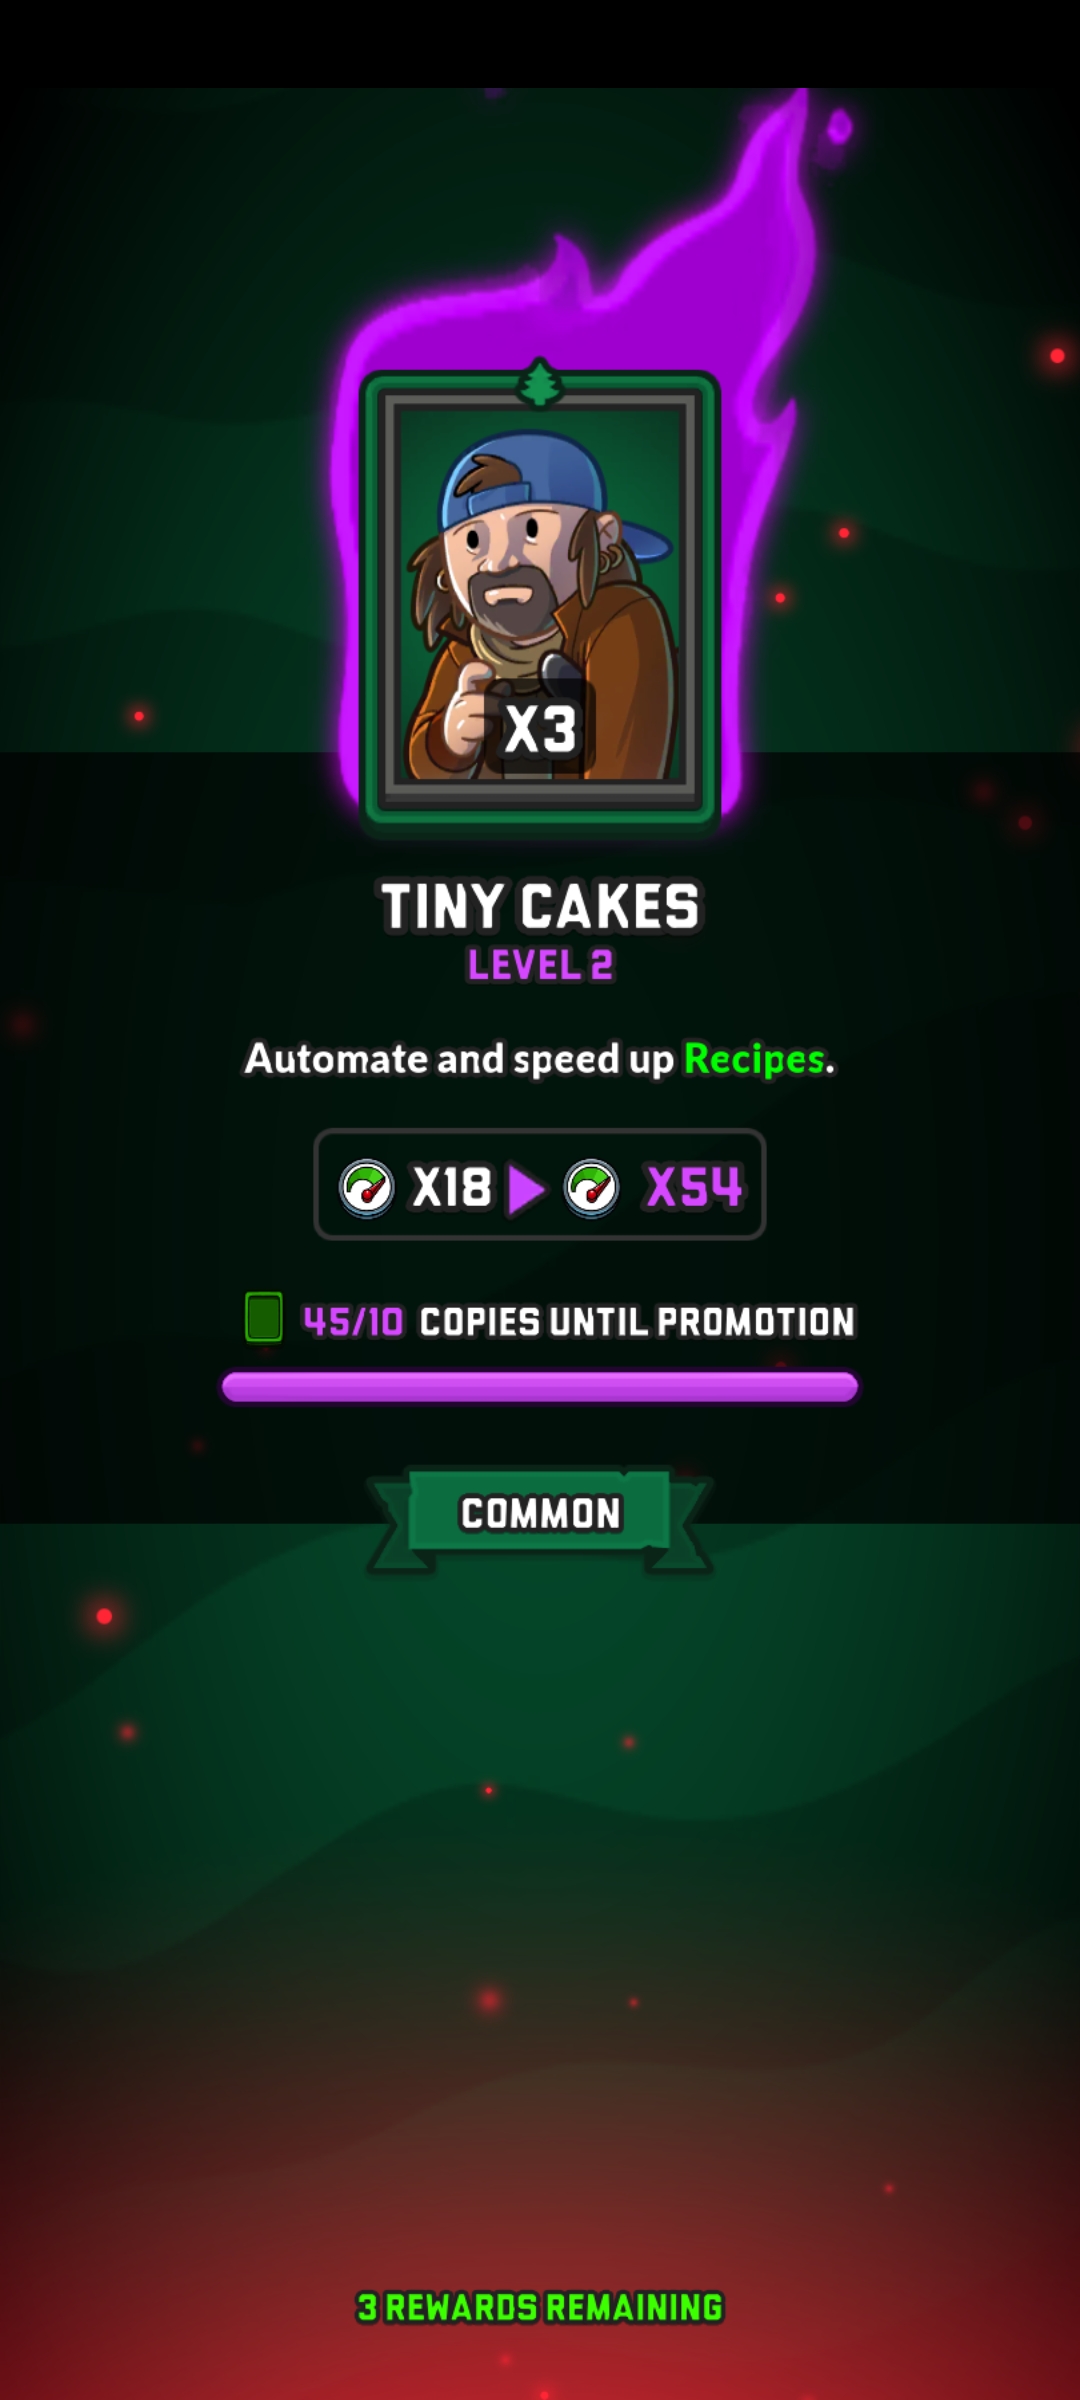 X3
TINY CAKES
LEVEL 2
Automate and speed up Recipes.
X18 X54
45/10 COPIES UNTIL PROMOTION
COMMON
3 REWARDS REMAINING